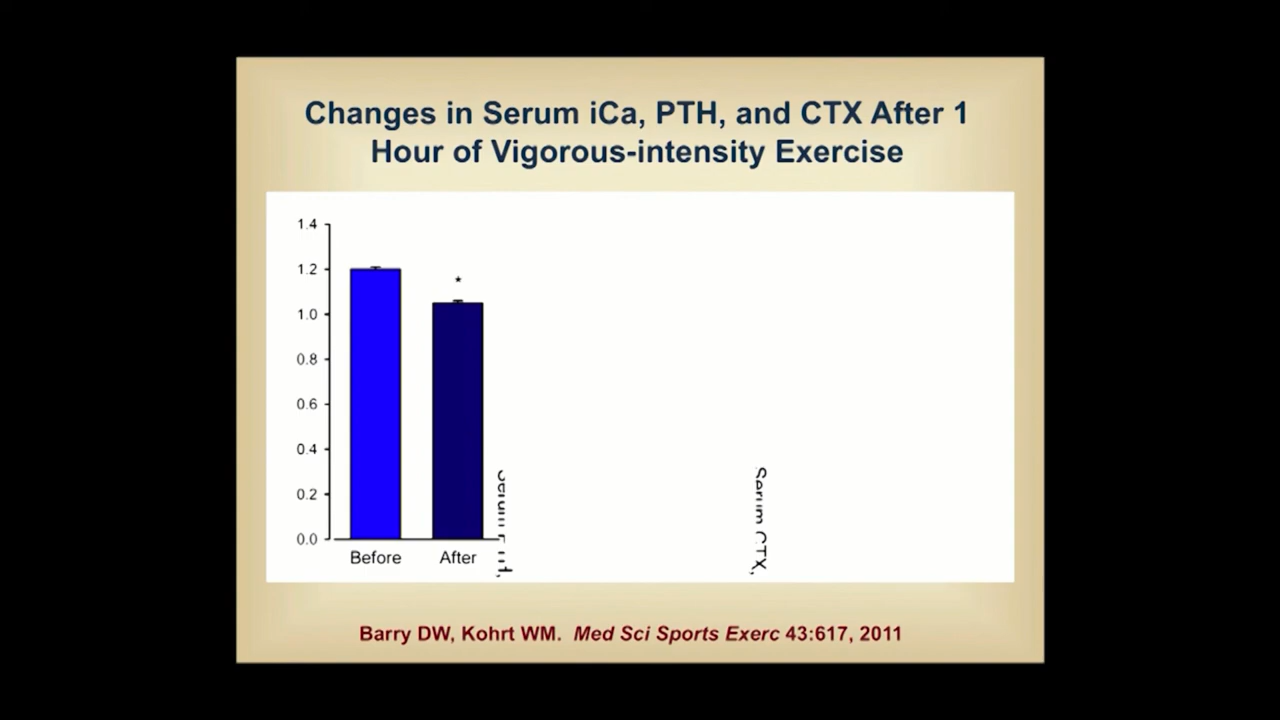 Changes in Serum iCa, PTH, and CTX After 1
Hour of Vigorous-intensity Exercise
1.4
1.2
1.0
0.8
0.6
0.4
0.2
0.0
*
Before
After
Serum CTX,
Barry DW, Kohrt WM. Med Sci Sports Exerc 43:617, 2011